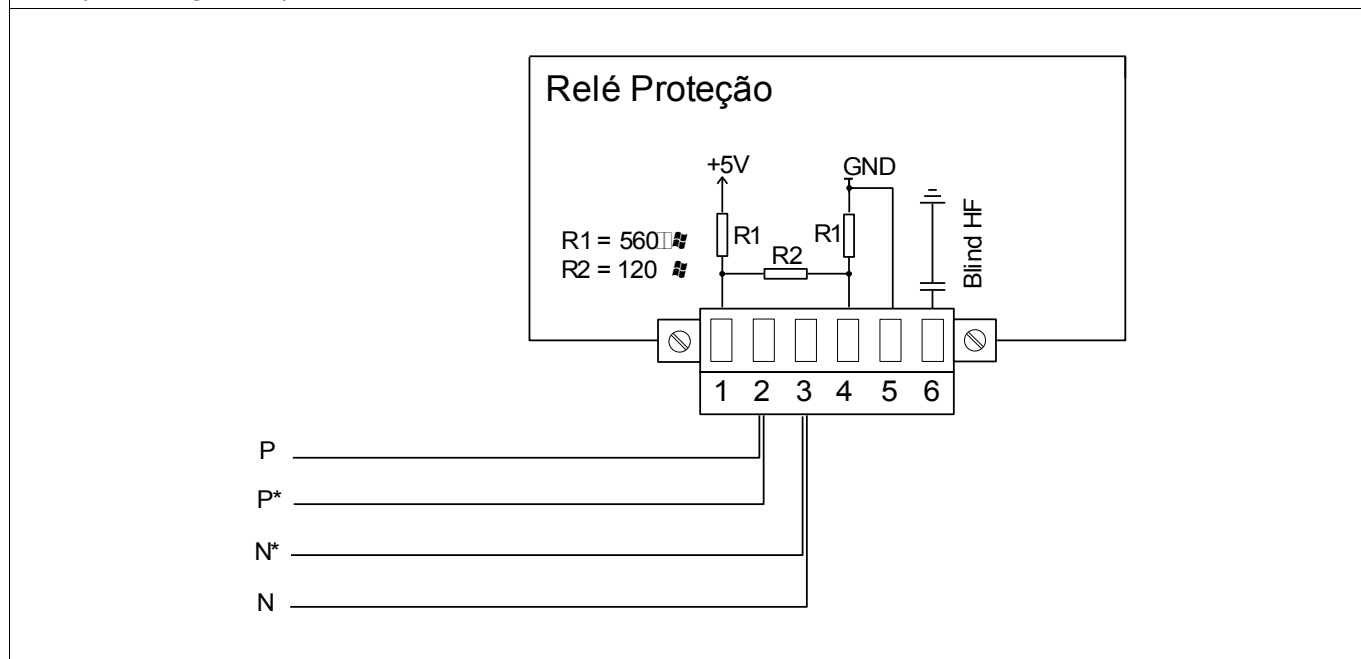 Relé Proteção
+5V
GND
R1 = 560
R1
R1
R2 = 120
R2
Blind HF
1 2 3 4 5 6
P
P*
N*
N